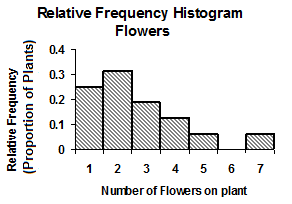 Relative Frequency Histogram
Flowers
Relative Frequency
(Proportion of Plants)
0.4
0.3
0.2
0.1
0
1 2 3 4 5 6 7
Number of Flowers on plant